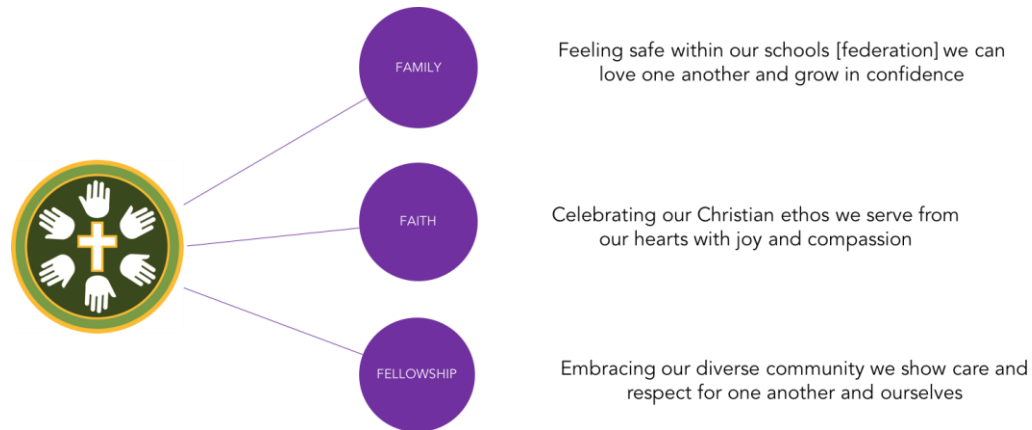 FAMILY
Feeling safe within our schools [federation] we can
love one another and grow in confidence
FAITH
Celebrating our Christian ethos we serve from
our hearts with joy and compassion
FELLOWSHIP
Embracing our diverse community we show care and
respect for one another and ourselves